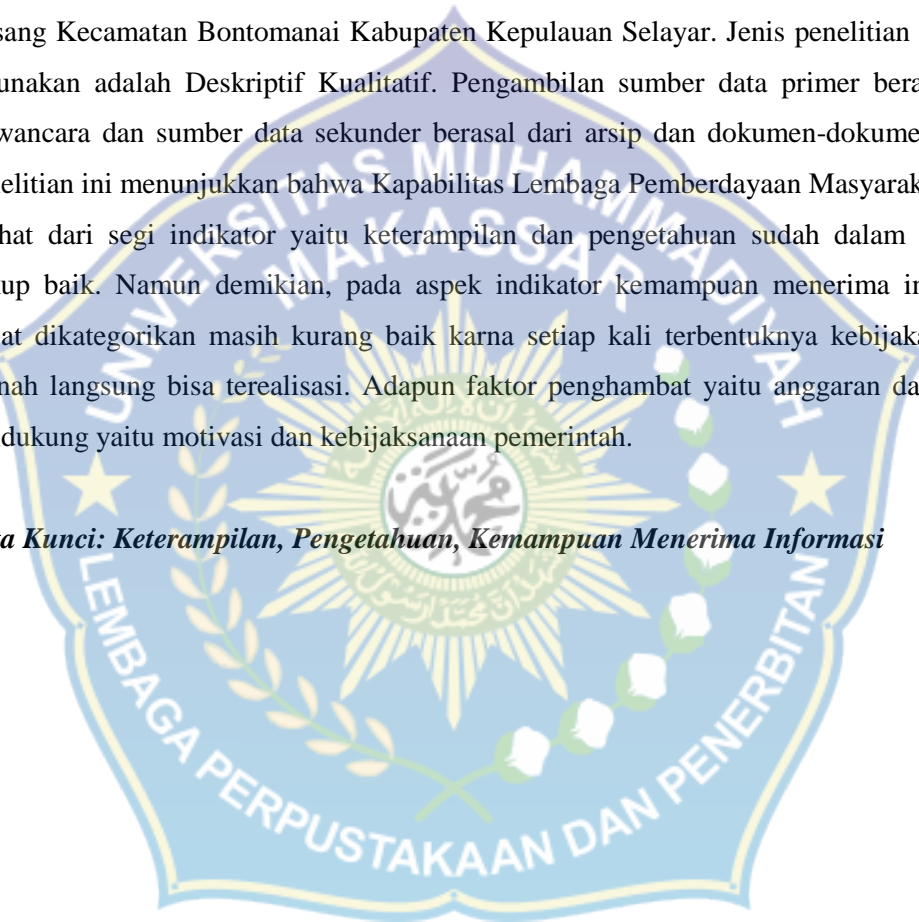 sang Kecamatan Bontomanai Kabupaten Kepulauan Selayar. Jenis penelitian
unakan adalah Deskriptif Kualitatif. Pengambilan sumber data primer bera
wancara dan sumber data sekunder berasal dari arsip dan dokumen-dokume
elitian ini menunjukkan bahwa Kapabilitas Lembaga Pemberdayaan Masyarak
hat dari segi indikator yaitu keterampilan dan pengetahuan sudah dalam
up baik. Namun demikian, pada aspek indikator kemampuan menerima in
at dikategorikan masih kurang baik karna setiap kali terbentuknya kebijaka
nah langsung bisa terealisasi. Adapun faktor penghambat yaitu anggaran da
dukung yaitu motivasi dan kebijaksanaan pemerintah.
a Kunci: Keterampilan, Pengetahuan, Kemampuan Menerima Informasi
UNIVERSITAS MUHAMMADIYAH
MAKASSAR
LEMBAGA PERPUSTAKAAN DAN PENERBITAN